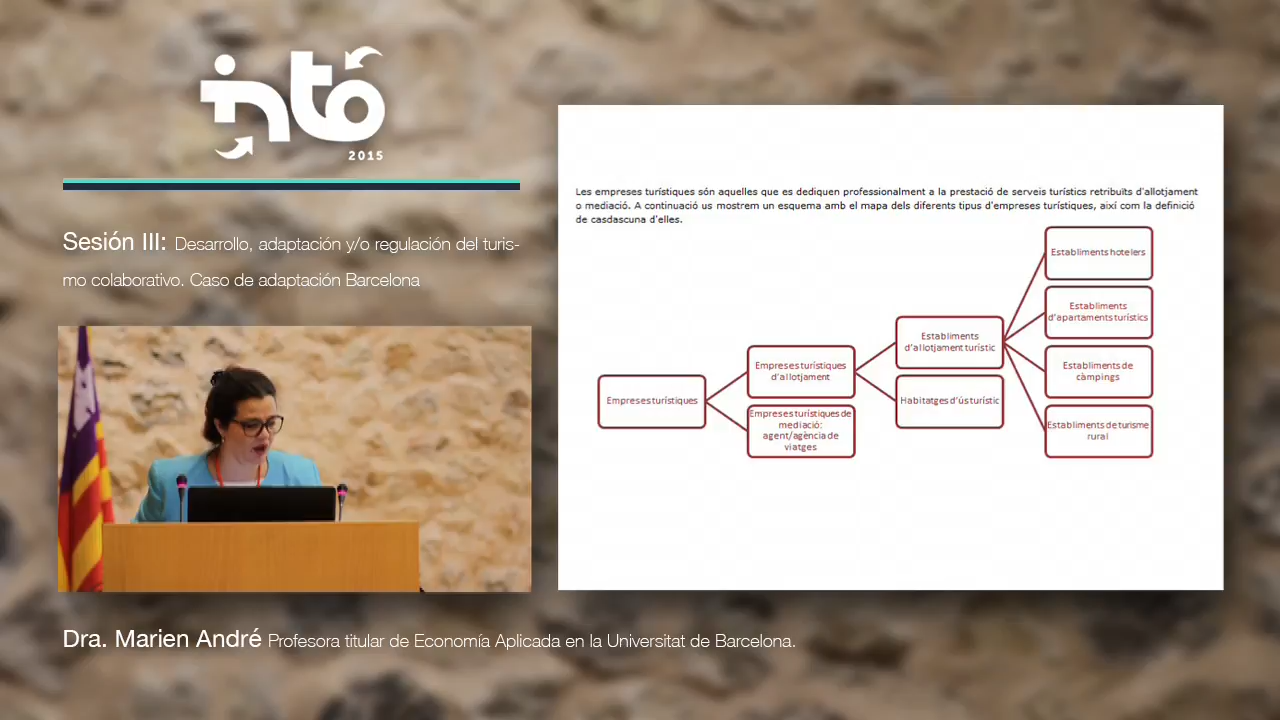 into
2015
Sesión III: Desarrollo, adaptación y/o regulación del turis-
mo colaborativo. Caso de adaptación Barcelona
Les empreses turístiques són aquelles que es dediquen professionalment a la prestació de serveis turístics retribuïts d'allotjament
o mediació. A continuació us mostrem un esquema amb el mapa dels diferents tipus d'empreses turístiques, així com la definició
de casdascuna d'elles.
Empreses turístiques
Empreses turístiques
d'allotjament
Empreses turístiques de
mediació:
agent/agència de
viatges
Establiments
d'allotjament turístic
Habitatges d'ús turístic
Establiments hotelers
Establiments
d'apartaments turístics
Establiments de
càmpings
Establiments de turisme
rural
Dra. Marien André Profesora titular de Economía Aplicada en la Universitat de Barcelona.